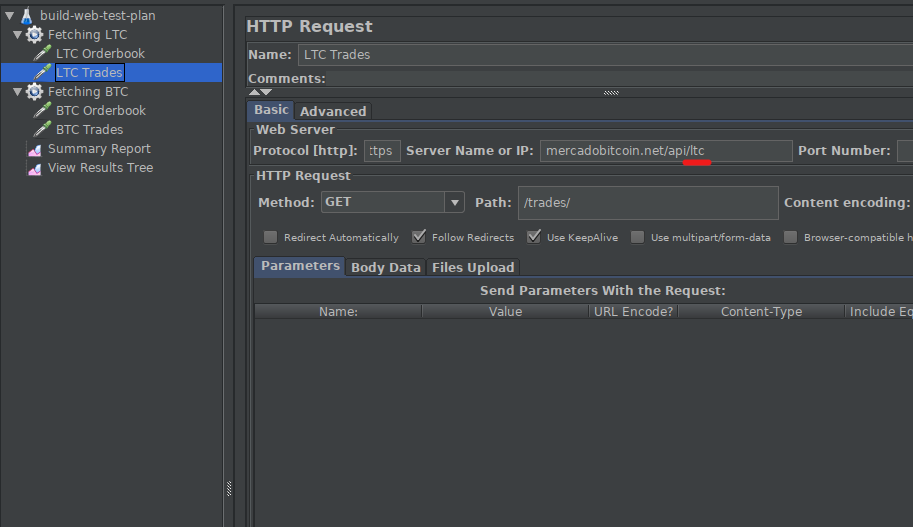 build-web-test-plan
Fetching LTC
LTC Orderbook
LTC Trades
Fetching BTC
BTC Orderbook
BTC Trades
Summary Report
View Results Tree
HTTP Request
Name: LTC Trades
Comments:
Basic Advanced
Web Server
Protocol [http]: ttps Server Name or IP: mercadobitcoin.net/api/ltc Port Number:
HTTP Request
Method: GET Path: /trades/ Content encoding:
Redirect Automatically Follow Redirects Use KeepAlive Use multipart/form-data Browser-compatible h
Parameters Body Data Files Upload
Send Parameters With the Request:
Name: Value URL Encode? Content-Type Include Eq